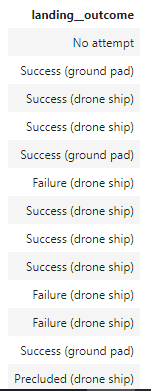 landing__outcome
No attempt
Success (ground pad)
Success (drone ship)
Success (drone ship)
Success (ground pad)
Failure (drone ship)
Success (drone ship)
Success (drone ship)
Success (drone ship)
Failure (drone ship)
Failure (drone ship)
Success (ground pad)
Precluded (drone ship)